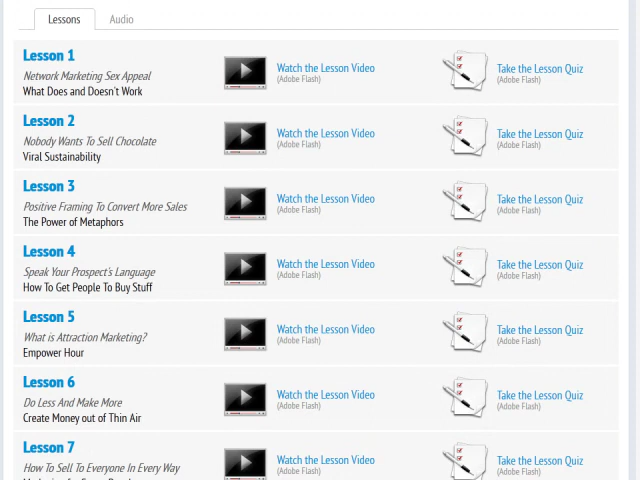 Lessons
Audio
Lesson 1
Network Marketing Sex Appeal
What Does and Doesn't Work
Watch the Lesson Video
(Adobe Flash)
Take the Lesson Quiz
(Adobe Flash)
Lesson 2
Nobody Wants To Sell Chocolate
Viral Sustainability
Watch the Lesson Video
(Adobe Flash)
Take the Lesson Quiz
(Adobe Flash)
Lesson 3
Positive Framing To Convert More Sales
The Power of Metaphors
Watch the Lesson Video
(Adobe Flash)
Take the Lesson Quiz
(Adobe Flash)
Lesson 4
Speak Your Prospect's Language
How To Get People To Buy Stuff
Watch the Lesson Video
(Adobe Flash)
Take the Lesson Quiz
(Adobe Flash)
Lesson 5
What is Attraction Marketing?
Empower Hour
Watch the Lesson Video
(Adobe Flash)
Take the Lesson Quiz
(Adobe Flash)
Lesson 6
Do Less And Make More
Create Money out of Thin Air
Watch the Lesson Video
(Adobe Flash)
Take the Lesson Quiz
(Adobe Flash)
Lesson 7
How To Sell To Everyone In Every Way
Watch the Lesson Video
(Adobe Flash)
Take the Lesson Quiz
(Adobe Flash)